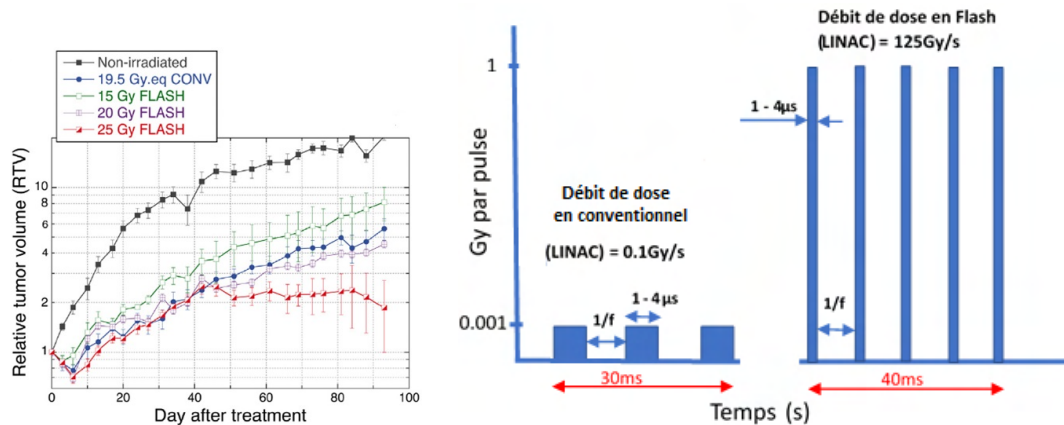 Non-irradiated
19.5 Gy.eq CONV
15 Gy FLASH
20 Gy FLASH
25 Gy FLASH
Relative tumor volume (RTV)
10
8
6
4
2
1
0
20
40
60
80
100
Day after treatment
Débit de dose en Flash
(LINAC) = 125Gy/s
1
1 - 4µs
Gy par pulse
Débit de dose
en conventionnel
(LINAC) = 0.1Gy/s
1 - 4µs
1/f
1/f
0.001
30ms
40ms
Temps (s)